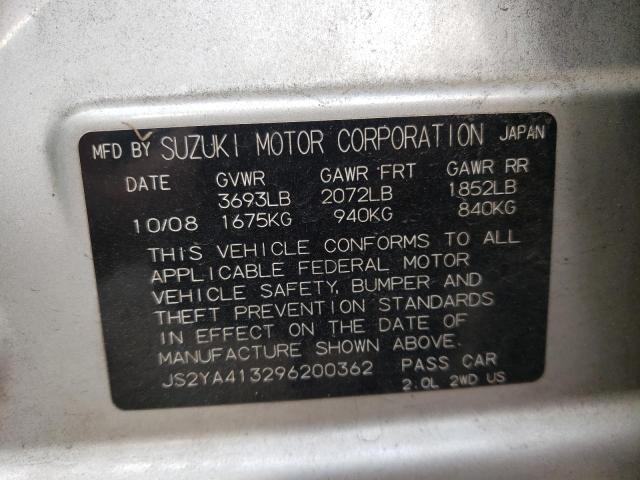 MFD BY SUZUKI MOTOR CORPORATION JAPAN
DATE GVWR GAWR FRT GAWR RR
3693LB 2072LB 1852LB
10/08 1675KG 940KG 840KG
THIS VEHICLE CONFORMS TO ALL
APPLICABLE FEDERAL MOTOR
VEHICLE SAFETY, BUMPER AND
THEFT PREVENTION STANDARDS
IN EFFECT ON THE DATE OF
MANUFACTURE SHOWN ABOVE.
JS2YA413296200362 PASS CAR
2.0L 2WD US